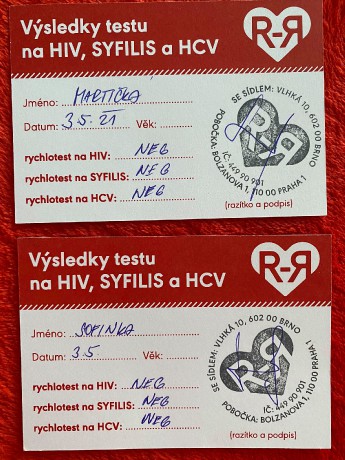 Výsledky testu
na HIV, SYFILIS a HCV
R-R
Jméno: MARTIČKA
Datum: 3.5.21 Věk:
rychlotest na HIV: NEG
rychlotest na SYFILIS: NEG
rychlotest na HCV: NEG
SE SÍDLEM: VLHKÁ 10, 602 00 BRNO
IČ: 449 90 901
POBOČKA: BOLZANOVA 1, 110 00 PRAHA 1
(razítko a podpis)
Výsledky testu
na HIV, SYFILIS a HCV
R-R
Jméno: SOFINKA
Datum: 3.5 Věk:
rychlotest na HIV: NEG
rychlotest na SYFILIS: NEG
rychlotest na HCV: NEG
SE SÍDLEM: VLHKÁ 10, 602 00 BRNO
IČ: 449 90 901
POBOČKA: BOLZANOVA 1, 110 00 PRAHA 1
(razítko a podpis)